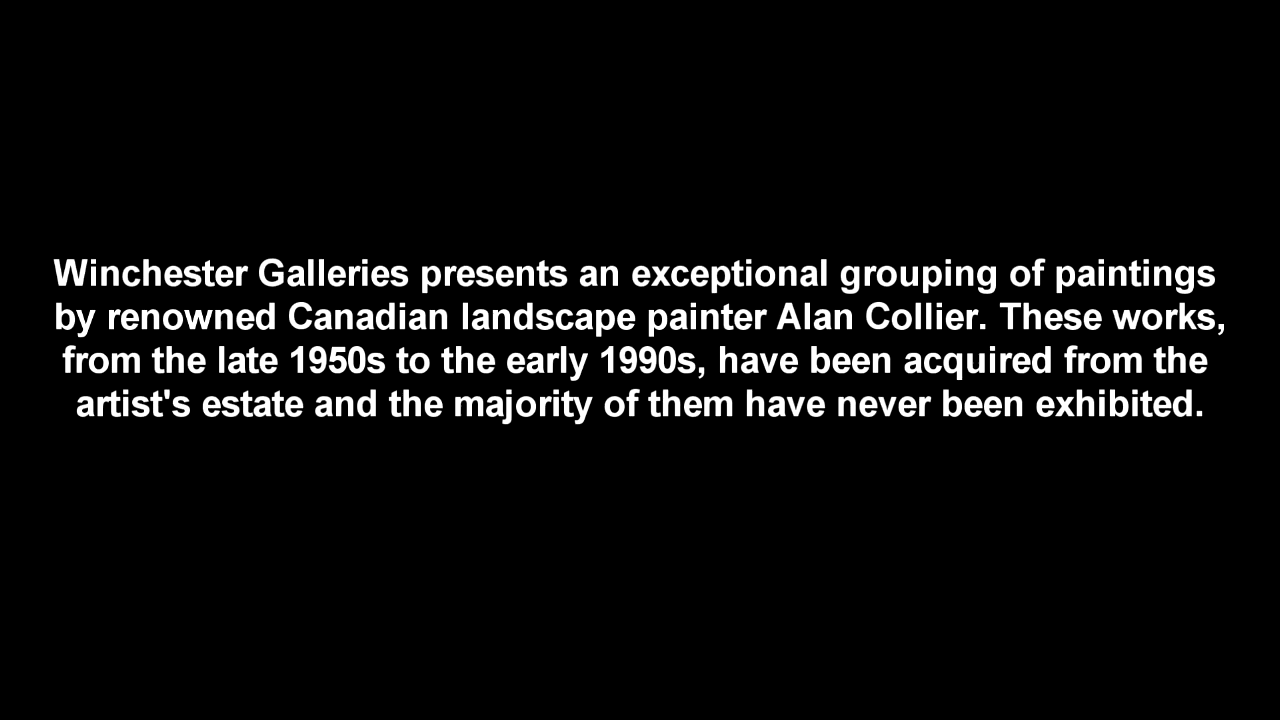 Winchester Galleries presents an exceptional grouping of paintings
by renowned Canadian landscape painter Alan Collier. These works,
from the late 1950s to the early 1990s, have been acquired from the
artist's estate and the majority of them have never been exhibited.